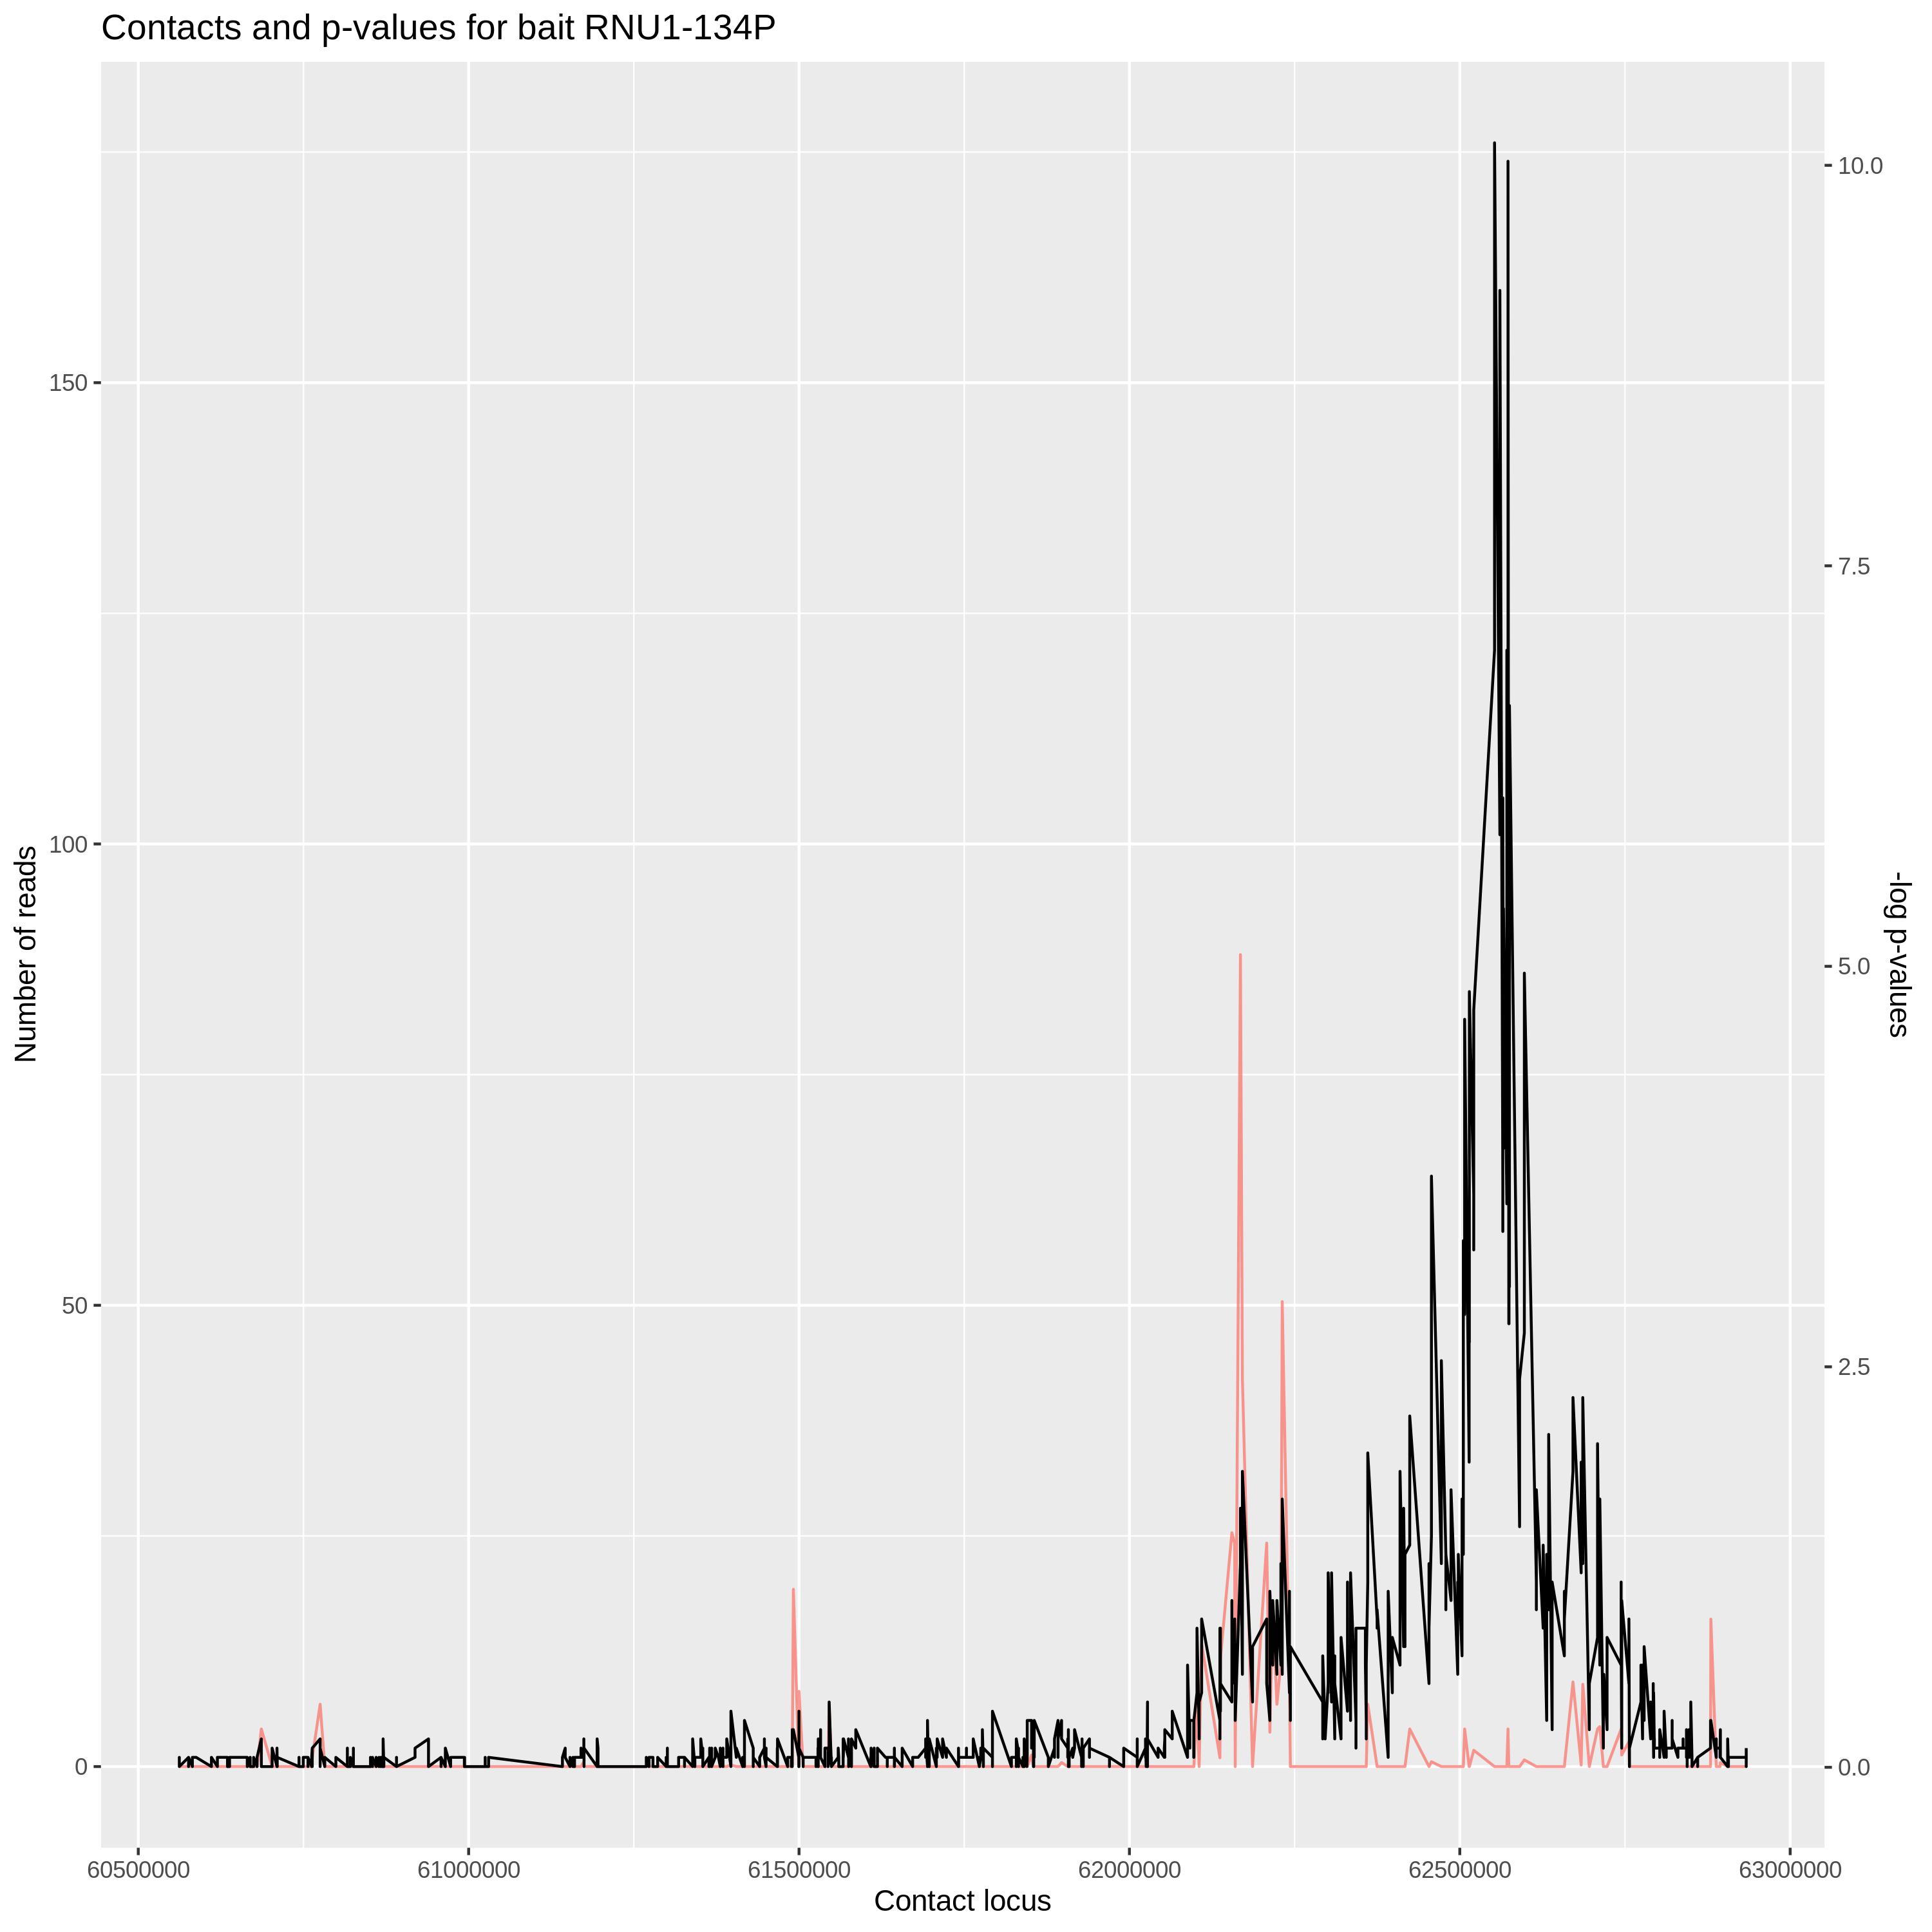 Contacts and p-values for bait RNU1-134P
Number of reads
150
100
50
0
10.0
7.5
5.0
2.5
0.0
-log p-values
60500000 61000000 61500000 62000000 62500000 63000000
Contact locus